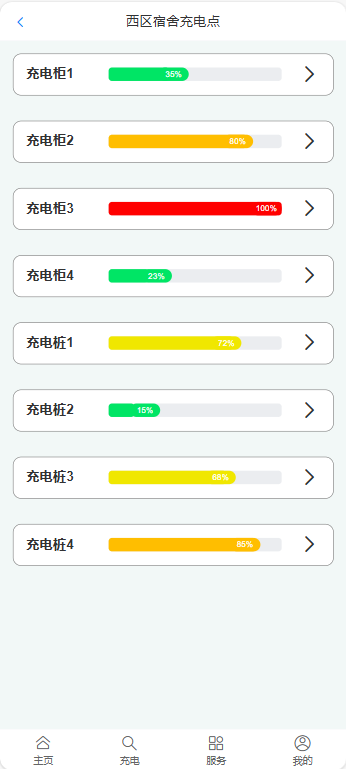 西区宿舍充电点
充电柜1 35%
充电柜2 80%
充电柜3 100%
充电柜4 23%
充电桩1 72%
充电桩2 15%
充电桩3 68%
充电桩4 85%
主页 充电 服务 我的